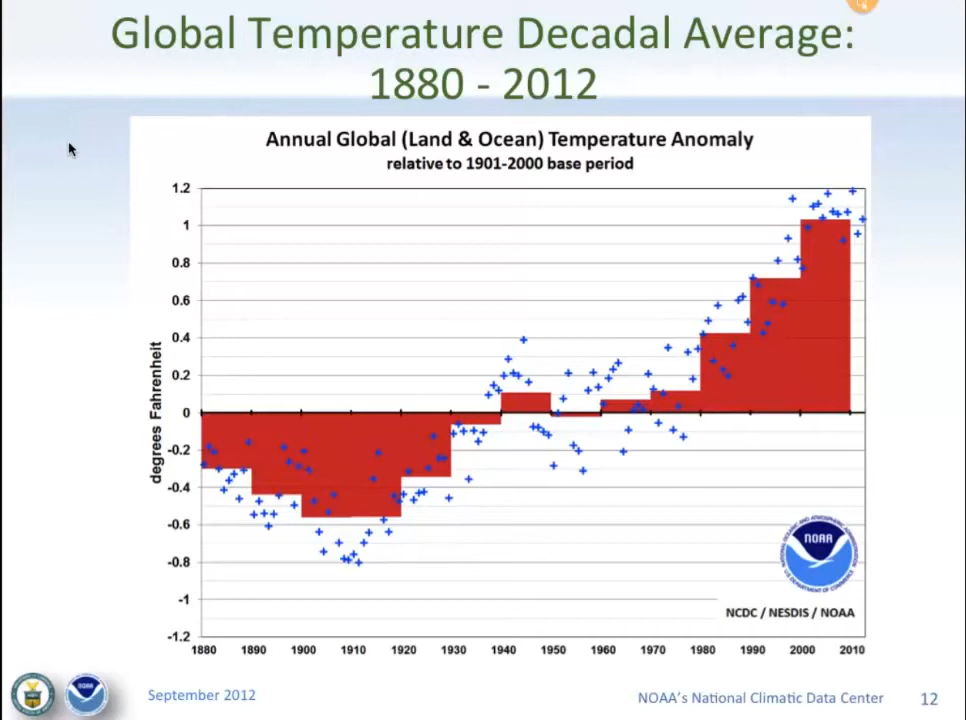 Global Temperature Decadal Average:
1880 - 2012
Annual Global (Land & Ocean) Temperature Anomaly
relative to 1901-2000 base period
degrees Fahrenheit
1.2
1
0.8
0.6
0.4
0.2
0
-0.2
-0.4
-0.6
-0.8
-1
-1.2
1880 1890 1900 1910 1920 1930 1940 1950 1960 1970 1980 1990 2000 2010
NOAA
NCDC / NESDIS / NOAA
September 2012
NOAA's National Climatic Data Center
12